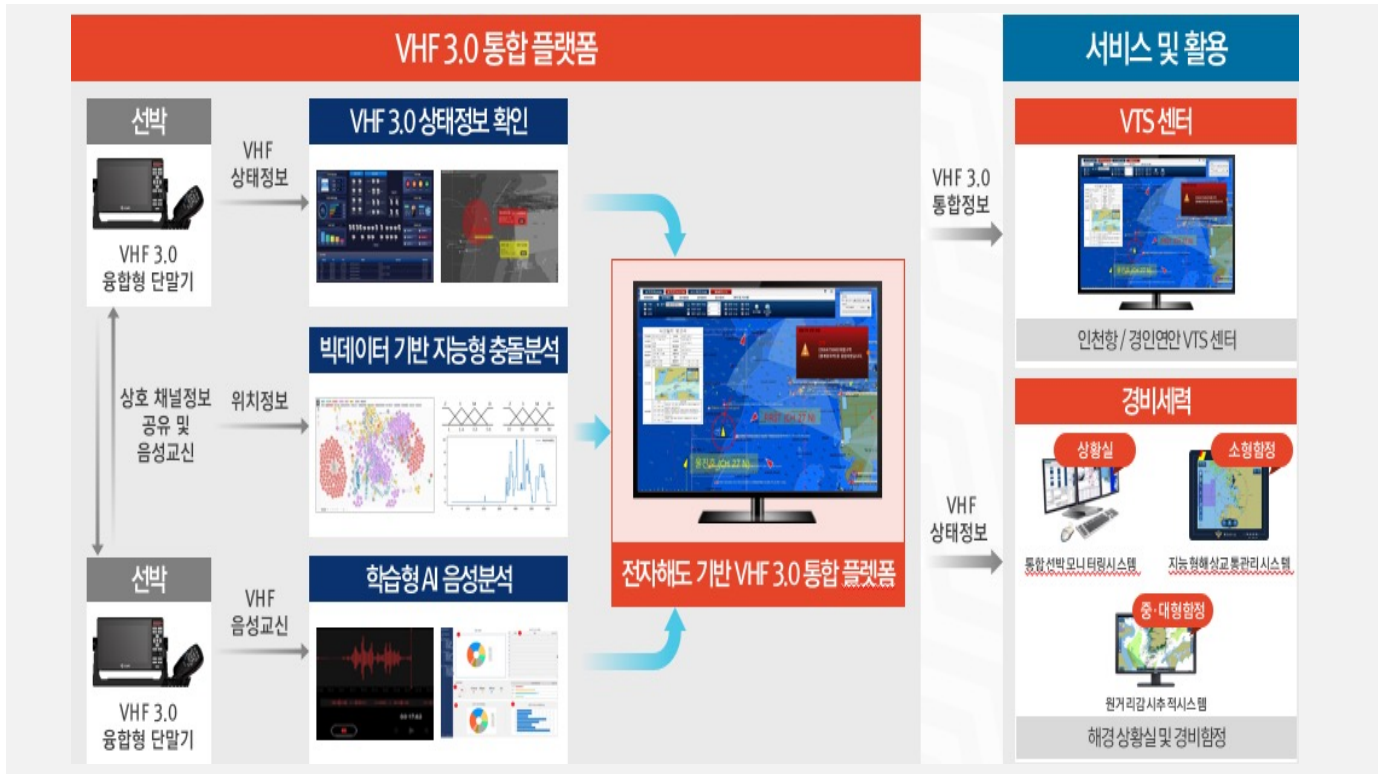 VHF 3.0 통합 플랫폼
서비스 및 활용
선박
VHF 3.0
융합형 단말기
VHF
상태정보
VHF 3.0 상태정보 확인
상호 채널정보
공유 및
음성교신
위치정보
빅데이터 기반 지능형 충돌분석
선박
VHF 3.0
융합형 단말기
VHF
음성교신
학습형 AI 음성분석
00:17.62
풍진호 (CH 27 N)
전자해도 기반 VHF 3.0 통합 플렛폼
VHF 3.0
통합정보
VHF
상태정보
VTS 센터
인천항 / 경인연안 VTS 센터
경비세력
상황실
통합선박모니터링시스템
소형함정
지능형해상교통관리시스템
중·대형함정
원거리감시추적시스템
해경 상황실 및 경비함정